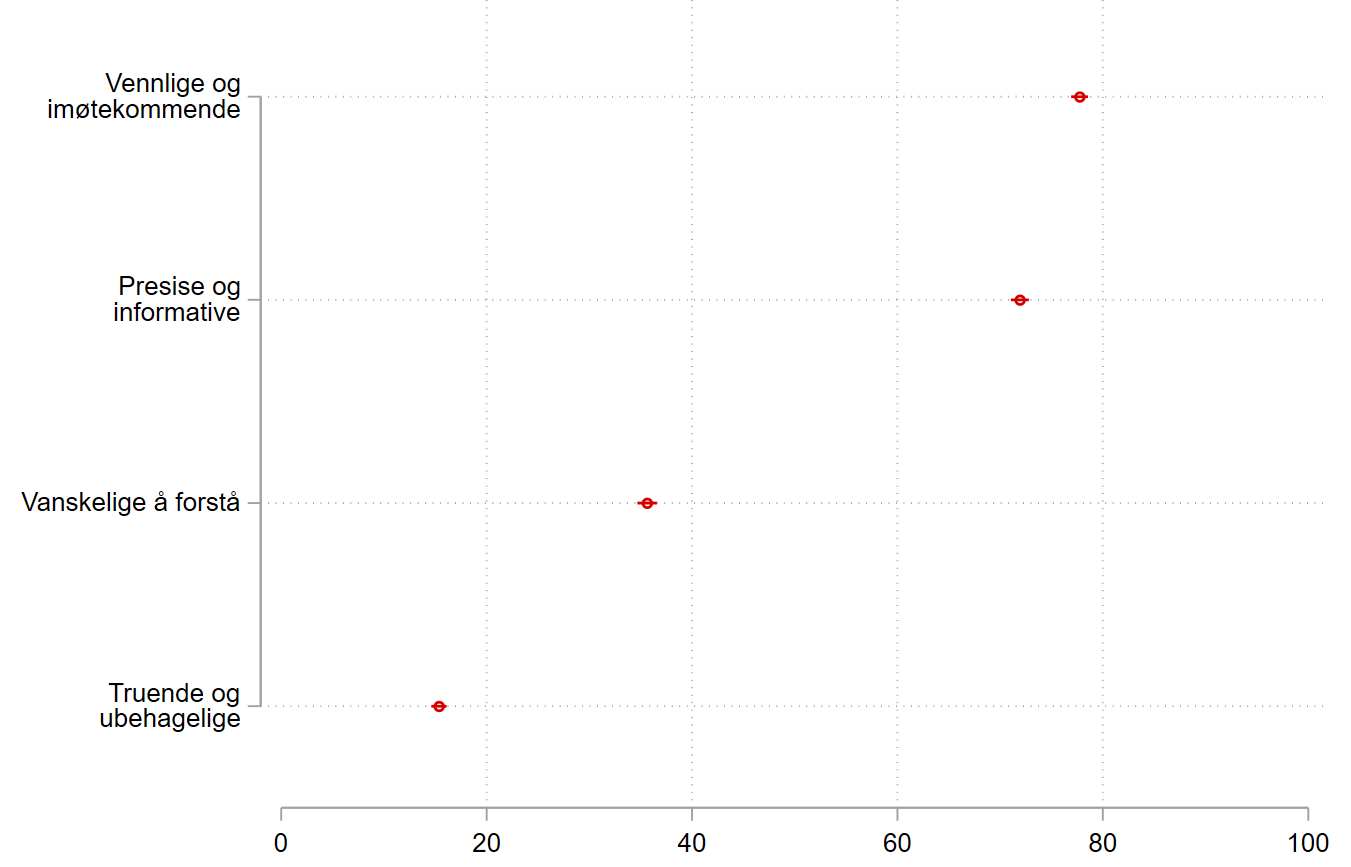 Vennlige og
imøtekommende
Presise og
informative
Vanskelige å forstå
Truende og
ubehagelige
0 20 40 60 80 100